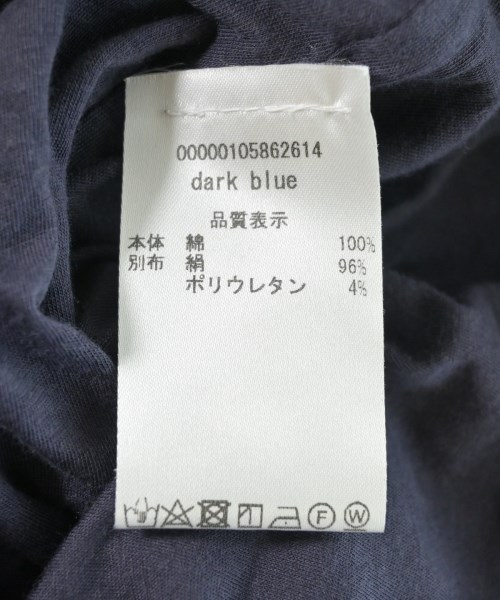 00000105862614
dark blue
品質表示
本体 綿 100%
別布 絹 96%
ポリウレタン 4%
F W